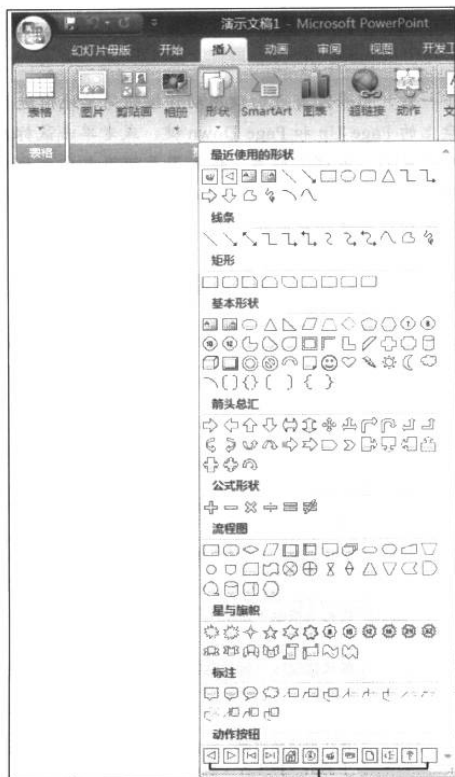 演示文稿1 - Microsoft PowerPoint
幻灯片母版 开始 插入 动画 审阅 视图 开发工
表格 图片 剪贴画 相册 形状 SmartArt 图表 超链接 动作 文
表格
最近使用的形状
线条
矩形
基本形状
箭头总汇
公式形状
流程图
星与旗帜
标注
动作按钮